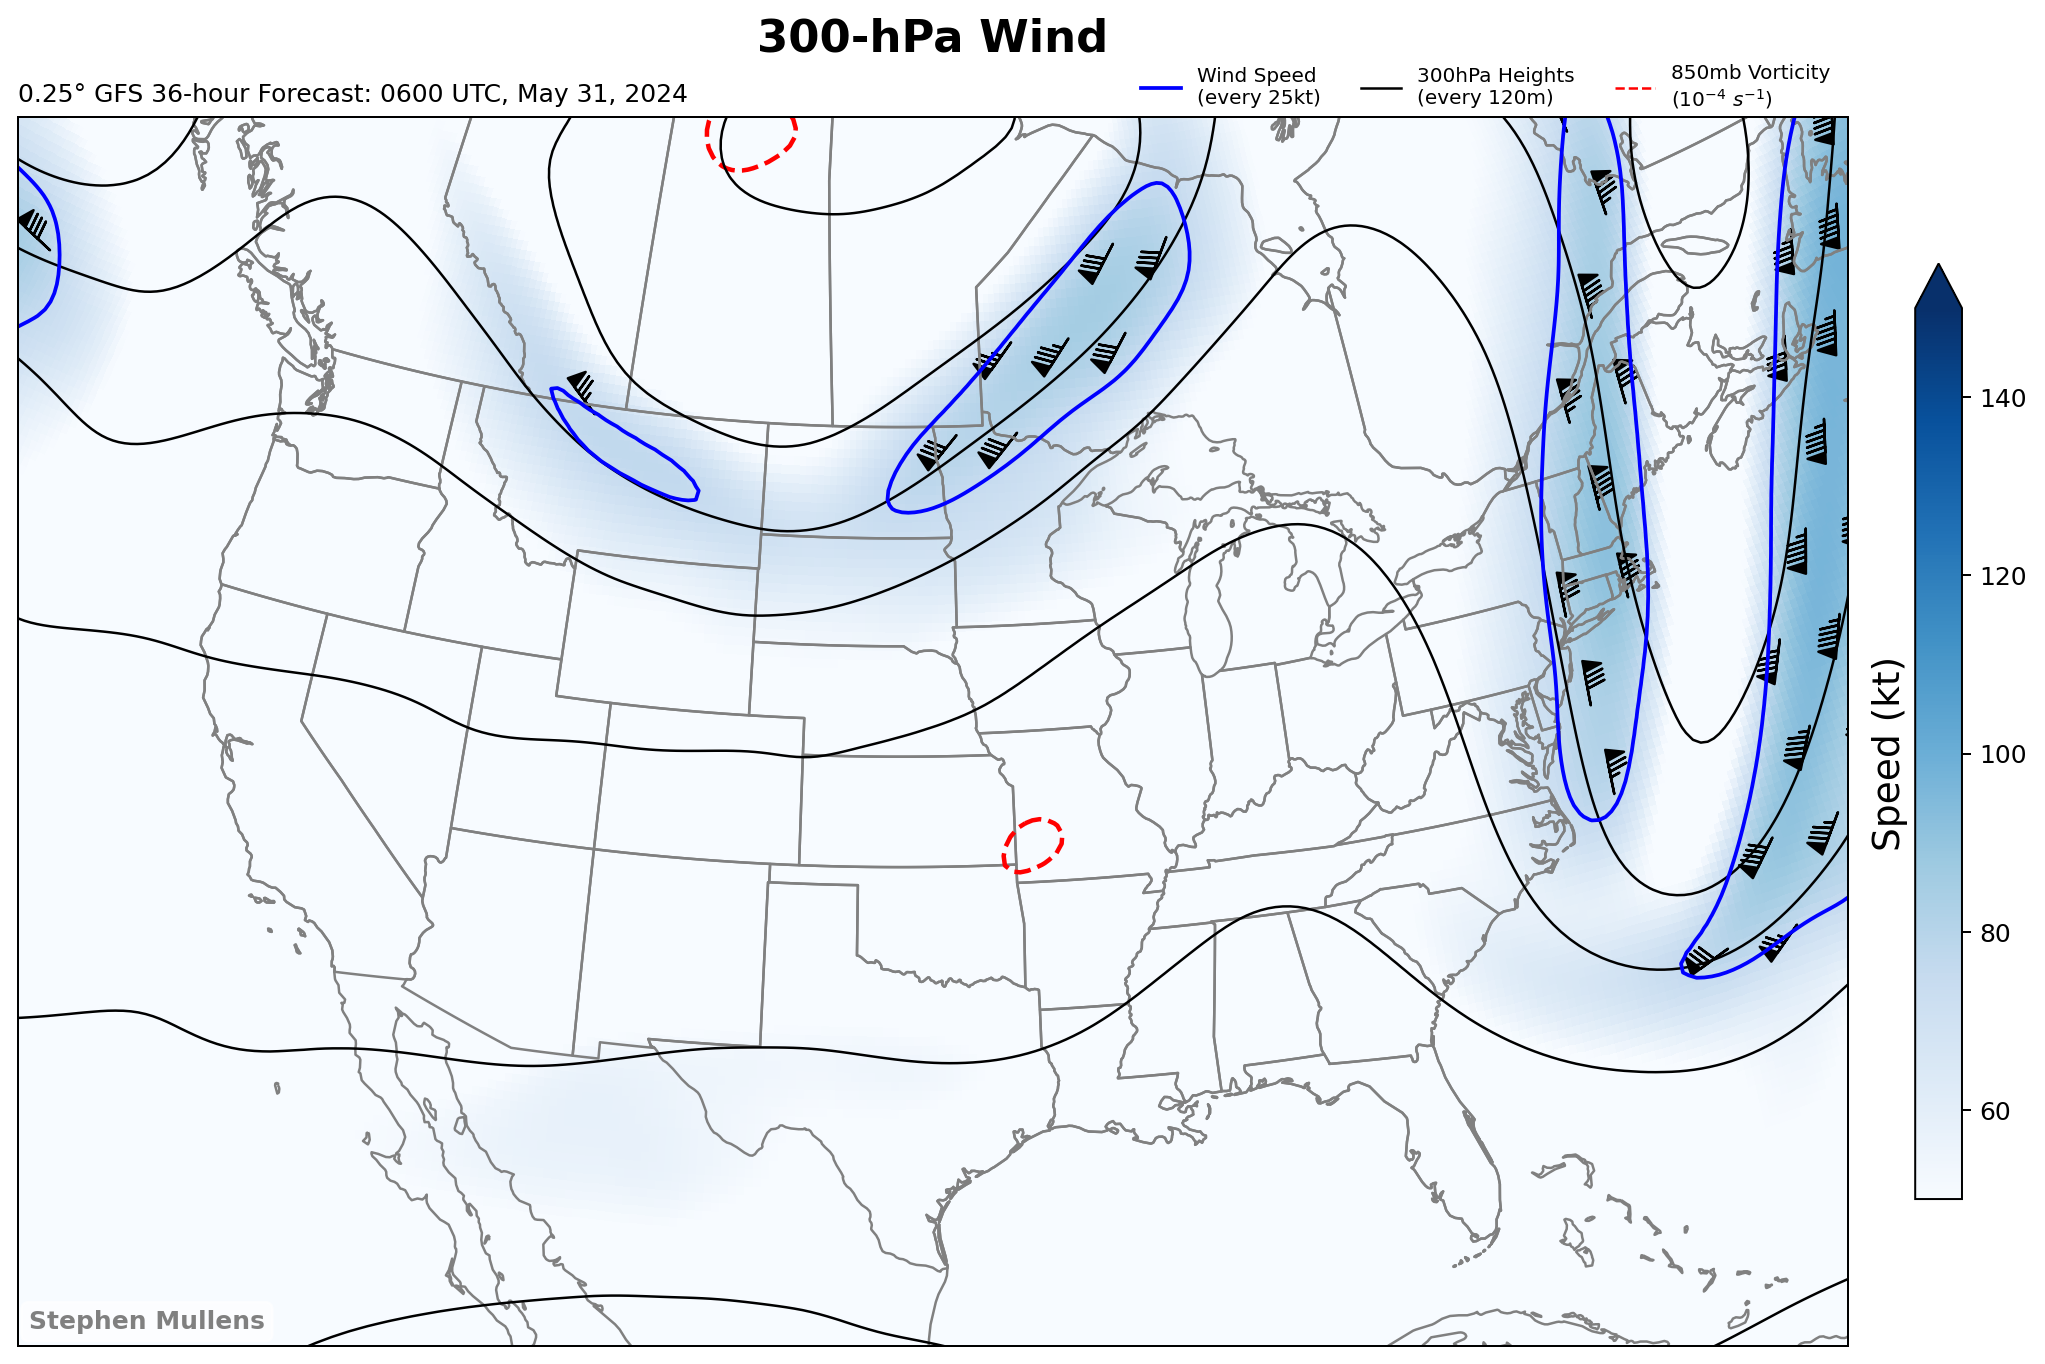 300-hPa Wind
0.25° GFS 36-hour Forecast: 0600 UTC, May 31, 2024
Wind Speed
(every 25kt)
300hPa Heights
(every 120m)
850mb Vorticity
(10⁻⁴ s⁻¹)
140
120
100
80
60
Speed (kt)
Stephen Mullens